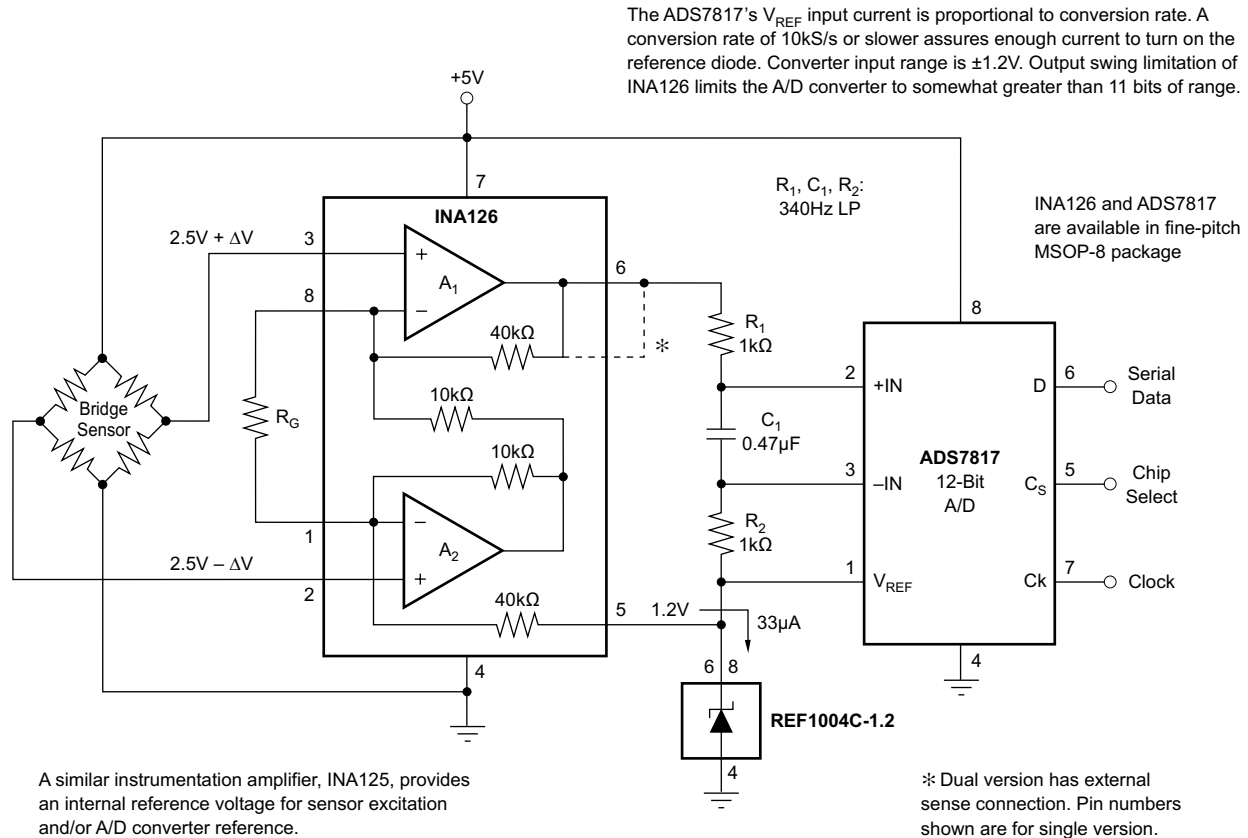 The ADS7817's VREF input current is proportional to conversion rate. A
conversion rate of 10kS/s or slower assures enough current to turn on the
reference diode. Converter input range is ±1.2V. Output swing limitation of
INA126 limits the A/D converter to somewhat greater than 11 bits of range.
+5V
7
R1, C1, R2:
340Hz LP
INA126 and ADS7817
are available in fine-pitch
MSOP-8 package
INA126
2.5V + ΔV
3
+
A1
–
8
6
40kΩ
*
R1
1kΩ
8
2
+IN
D
6
Serial
Data
Bridge
Sensor
RG
10kΩ
10kΩ
C1
0.47µF
ADS7817
12-Bit
A/D
3
–IN
CS
5
Chip
Select
1
–
A2
+
R2
1kΩ
2.5V – ΔV
2
1
VREF
Ck
7
Clock
40kΩ
5
1.2V
33µA
4
4
6 8
REF1004C-1.2
4
A similar instrumentation amplifier, INA125, provides
an internal reference voltage for sensor excitation
and/or A/D converter reference.
* Dual version has external
sense connection. Pin numbers
shown are for single version.